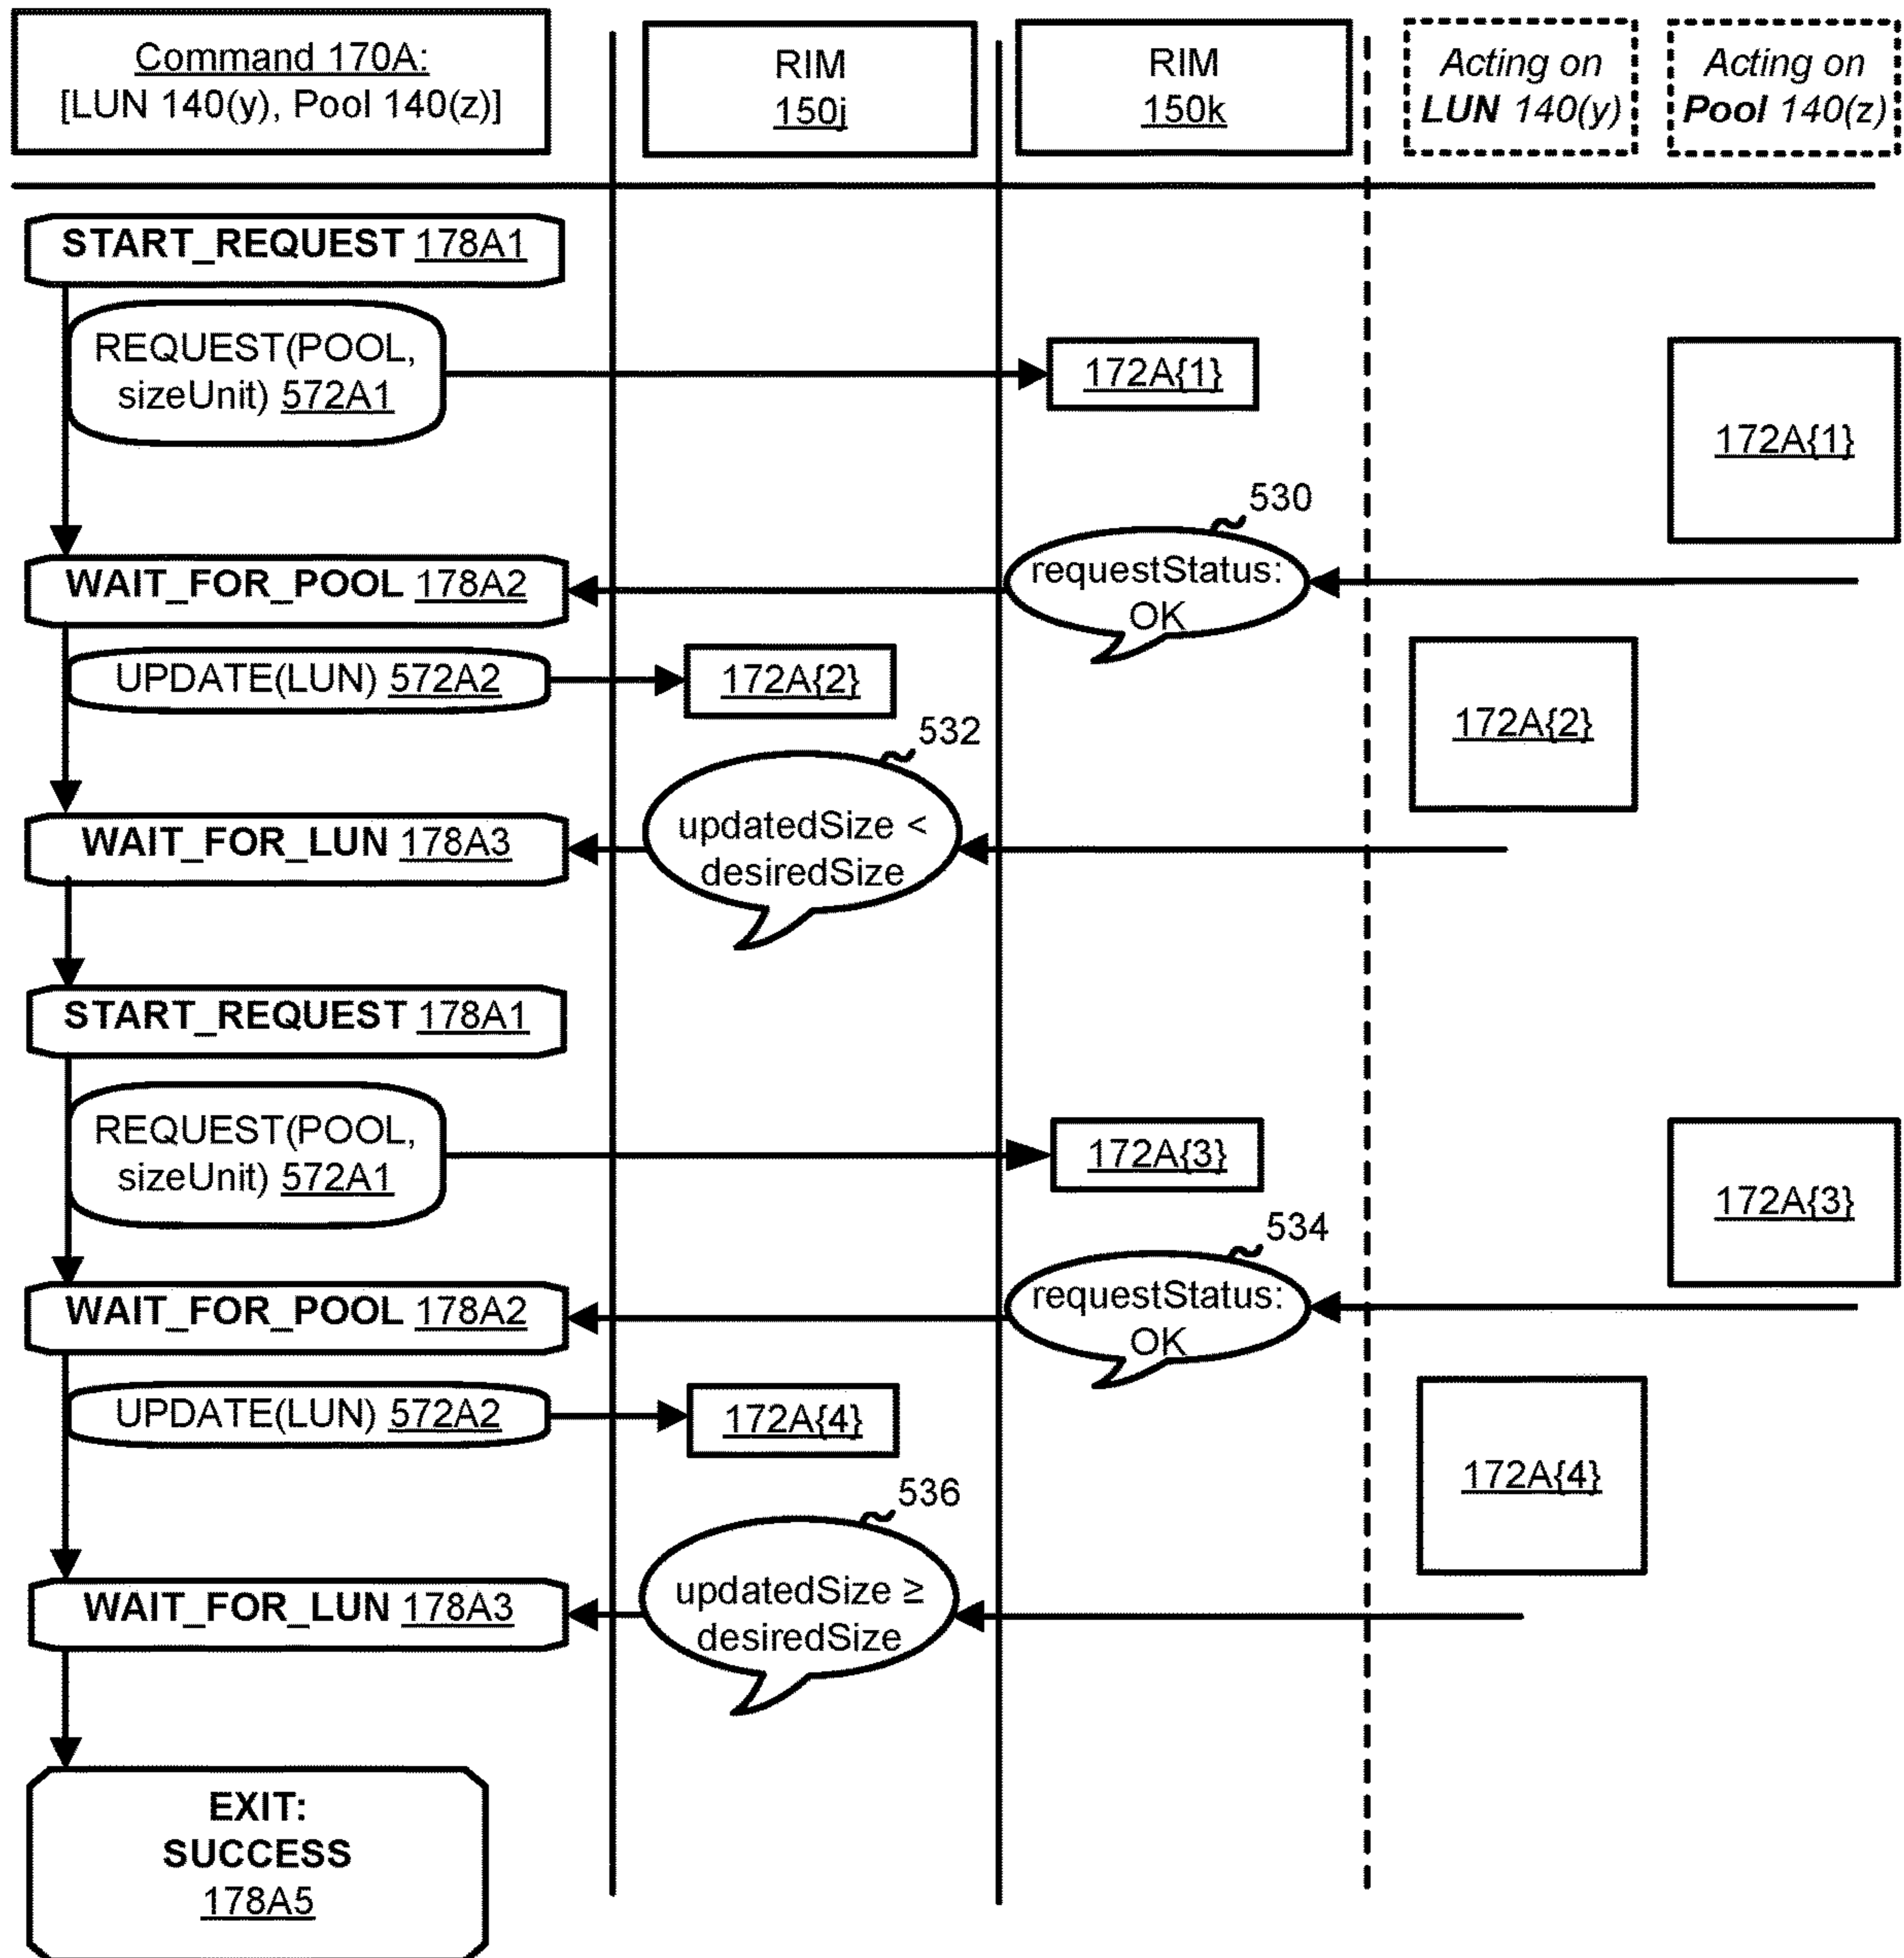 Command 170A:
[LUN 140(y), Pool 140(z)]
RIM
150j
RIM
150k
Acting on
LUN 140(y)
Acting on
Pool 140(z)
START_REQUEST 178A1
REQUEST(POOL,
sizeUnit) 572A1
172A{1}
172A{1}
530
requestStatus:
OK
WAIT_FOR_POOL 178A2
UPDATE(LUN) 572A2
172A{2}
172A{2}
532
updatedSize <
desiredSize
WAIT_FOR_LUN 178A3
START_REQUEST 178A1
REQUEST(POOL,
sizeUnit) 572A1
172A{3}
172A{3}
534
requestStatus:
OK
WAIT_FOR_POOL 178A2
UPDATE(LUN) 572A2
172A{4}
172A{4}
536
updatedSize ≥
desiredSize
WAIT_FOR_LUN 178A3
EXIT:
SUCCESS
178A5